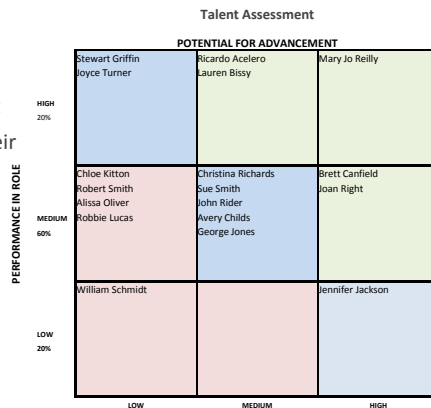 Talent Assessment
POTENTIAL FOR ADVANCEMENT
Stewart Griffin
Joyce Turner
Ricardo Acelero
Lauren Bissy
Mary Jo Reilly
HIGH
20%
eir
PERFORMANCE IN ROLE
Chloe Kitton
Robert Smith
Alissa Oliver
Robbie Lucas
Christina Richards
Sue Smith
John Rider
Avery Childs
George Jones
Brett Canfield
Joan Right
MEDIUM
60%
William Schmidt
Jennifer Jackson
LOW
20%
LOW
MEDIUM
HIGH